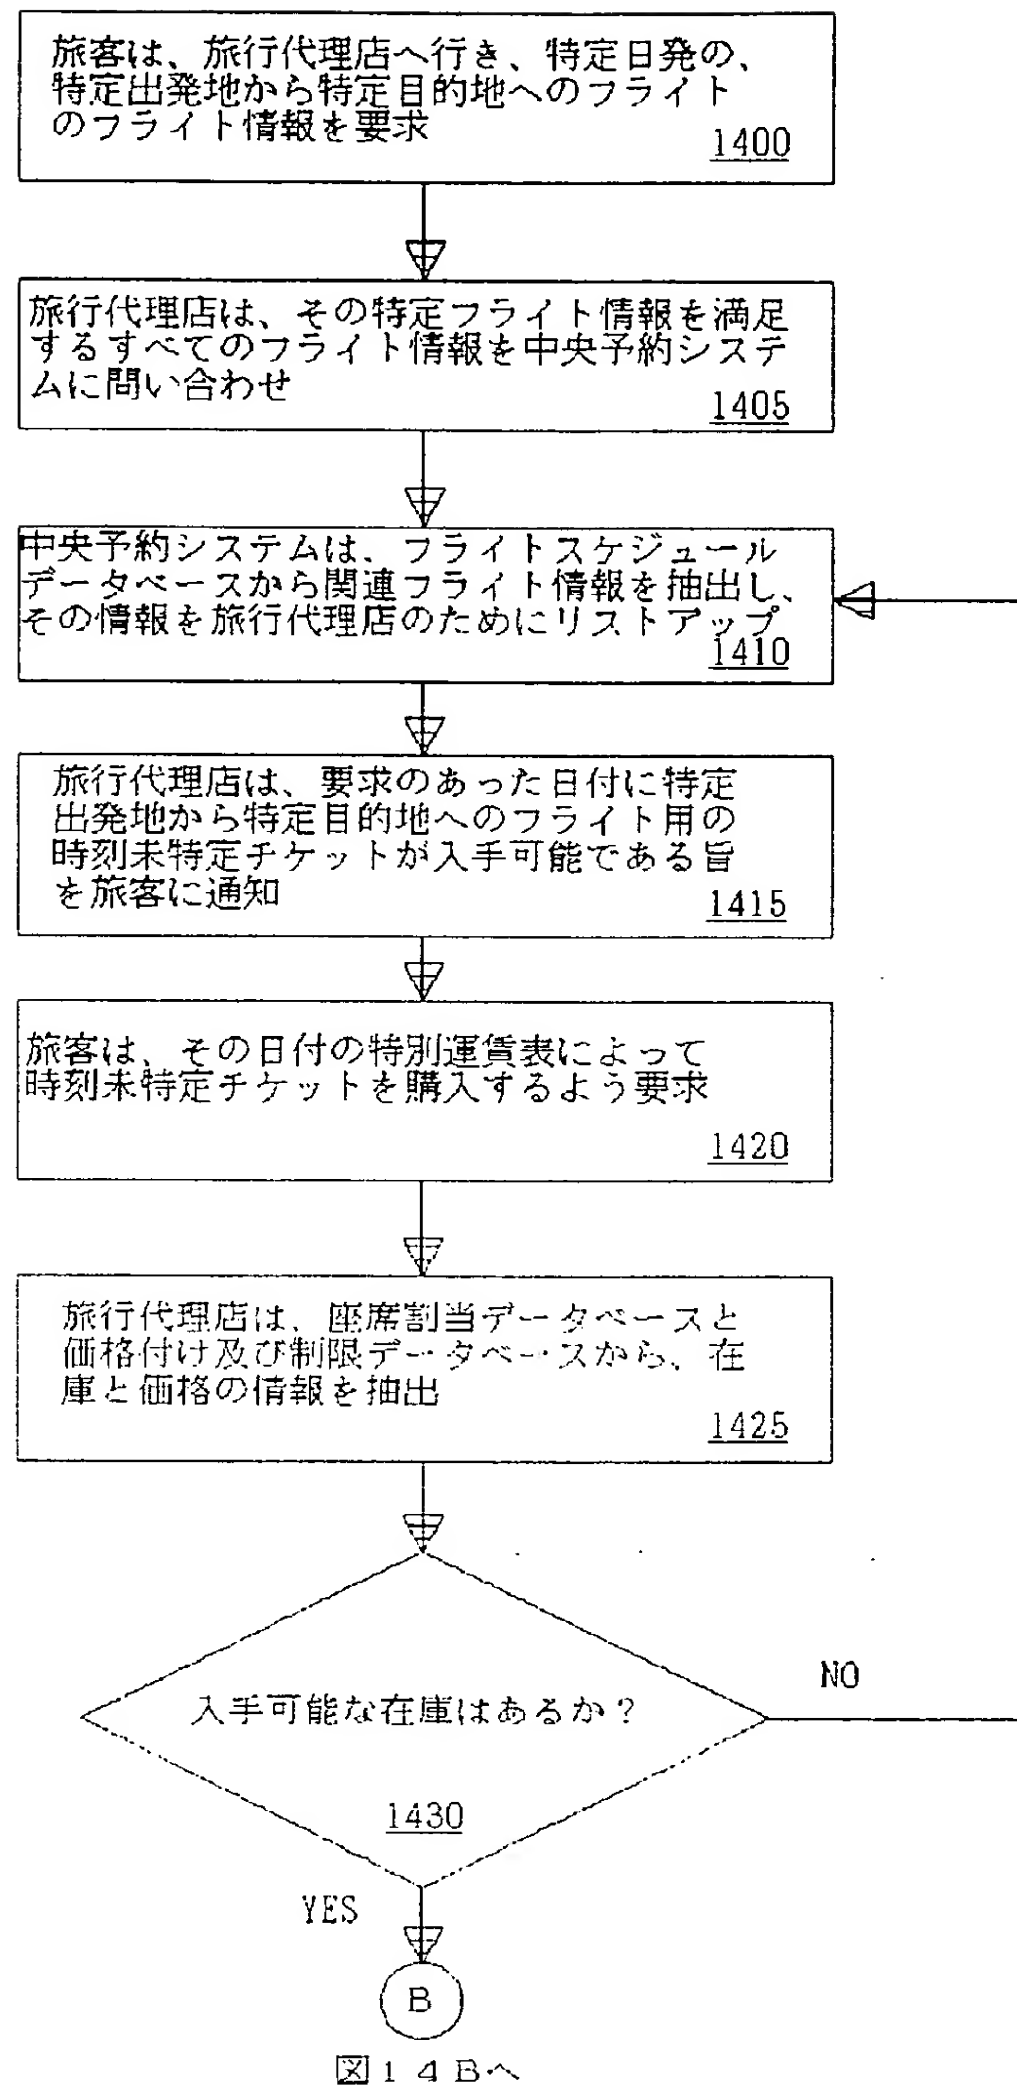 旅客は、旅行代理店へ行き、特定日発の、
特定出発地から特定目的地へのフライト
のフライト情報を要求
1400
旅行代理店は、その特定フライト情報を満足
するすべてのフライト情報を中央予約システ
ムに問い合わせ
1405
中央予約システムは、フライトスケジュール
データベースから関連フライト情報を抽出し、
その情報を旅行代理店のためにリストアップ
1410
旅行代理店は、要求のあった日付に特定
出発地から特定目的地へのフライト用の
時刻未特定チケットが入手可能である旨
を旅客に通知
1415
旅客は、その日付の特別運賃表によって
時刻未特定チケットを購入するよう要求
1420
旅行代理店は、座席割当データベースと
価格付け及び制限データベースから、在
庫と価格の情報を抽出
1425
入手可能な在庫はあるか?
NO
1430
YES
B
図14Bへ